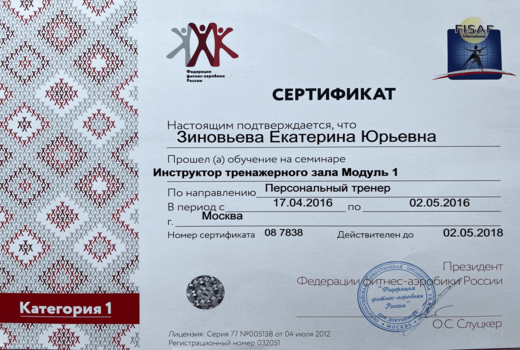 Федерация
фитнес-аэробики
России
FISAF
СЕРТИФИКАТ
Настоящим подтверждается, что
Зиновьева Екатерина Юрьевна
Прошел (а) обучение на семинаре
Инструктор тренажерного зала Модуль 1
По направлению Персональный тренер
В период с 17.04.2016 по 02.05.2016
г. Москва
Номер сертификата 08 7838 Действителен до 02.05.2018
Президент
Федерации фитнес-аэробики России
"Федерация
фитнес-аэробики
России"
О.С. Слуцкер
Категория 1
Лицензия: Серия 77 №005138 от 04 июля 2012
Регистрационный номер 032051